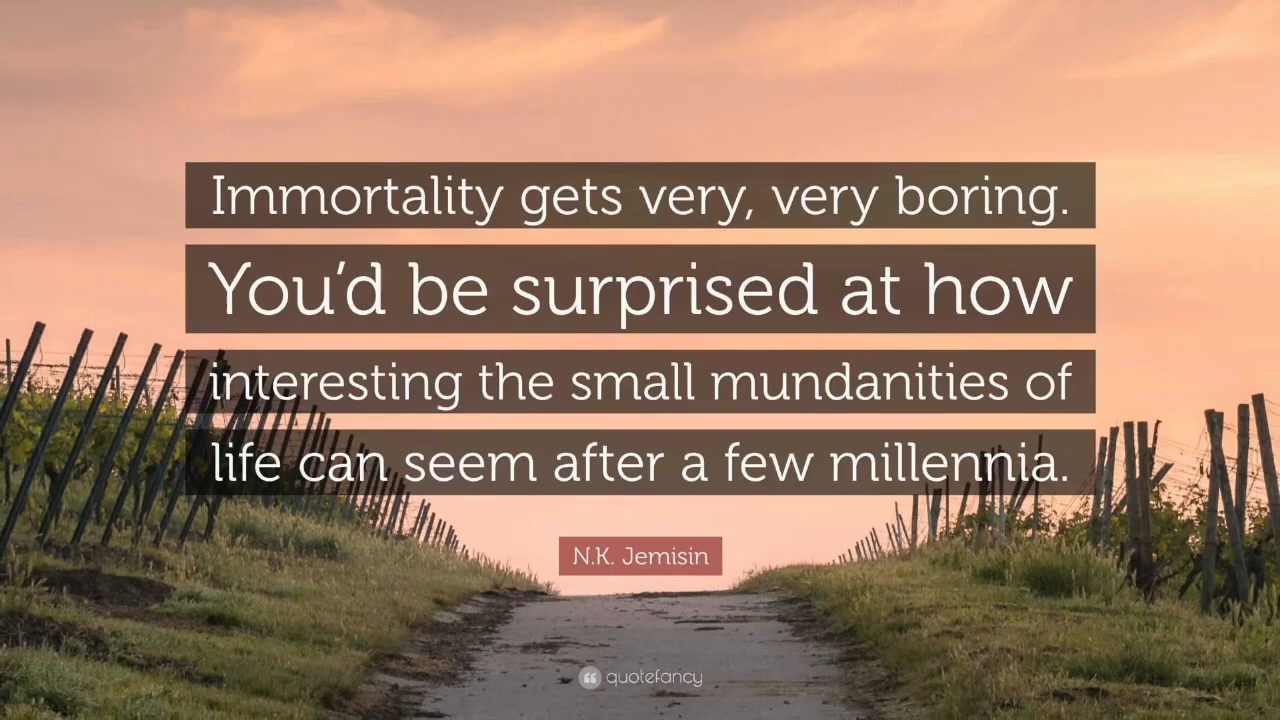 Immortality gets very, very boring.
You’d be surprised at how
interesting the small mundanities of
life can seem after a few millennia.
N.K. Jemisin
quotefancy